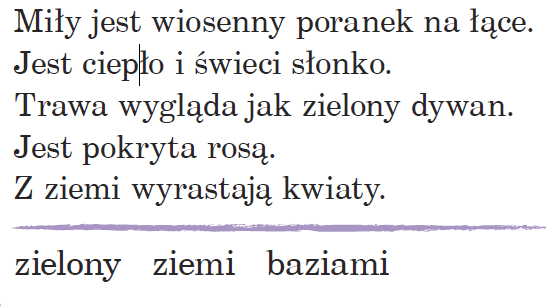 Miły jest wiosenny poranek na łące.
Jest ciepło i świeci słonko.
Trawa wygląda jak zielony dywan.
Jest pokryta rosą.
Z ziemi wyrastają kwiaty.
zielony ziemi baziami